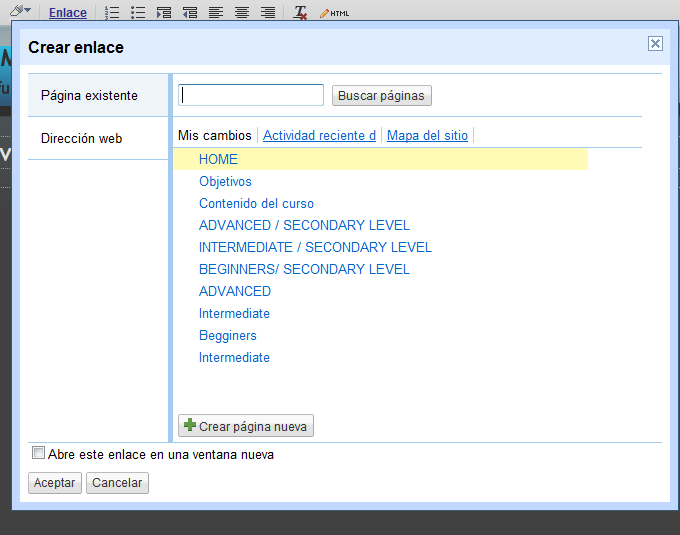 Enlace HTML
Crear enlace
Página existente
Buscar páginas
Dirección web
Mis cambios Actividad reciente d Mapa del sitio
HOME
Objetivos
Contenido del curso
ADVANCED / SECONDARY LEVEL
INTERMEDIATE / SECONDARY LEVEL
BEGINNERS/ SECONDARY LEVEL
ADVANCED
Intermediate
Begginers
Intermediate
Crear página nueva
Abre este enlace en una ventana nueva
Aceptar Cancelar